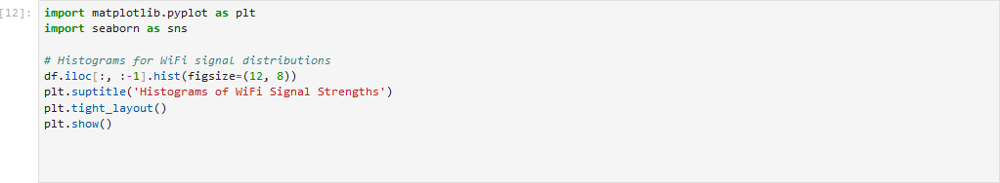 [12]:
import matplotlib.pyplot as plt
import seaborn as sns
# Histograms for WiFi signal distributions
df.iloc[:, :-1].hist(figsize=(12, 8))
plt.suptitle('Histograms of WiFi Signal Strengths')
plt.tight_layout()
plt.show()